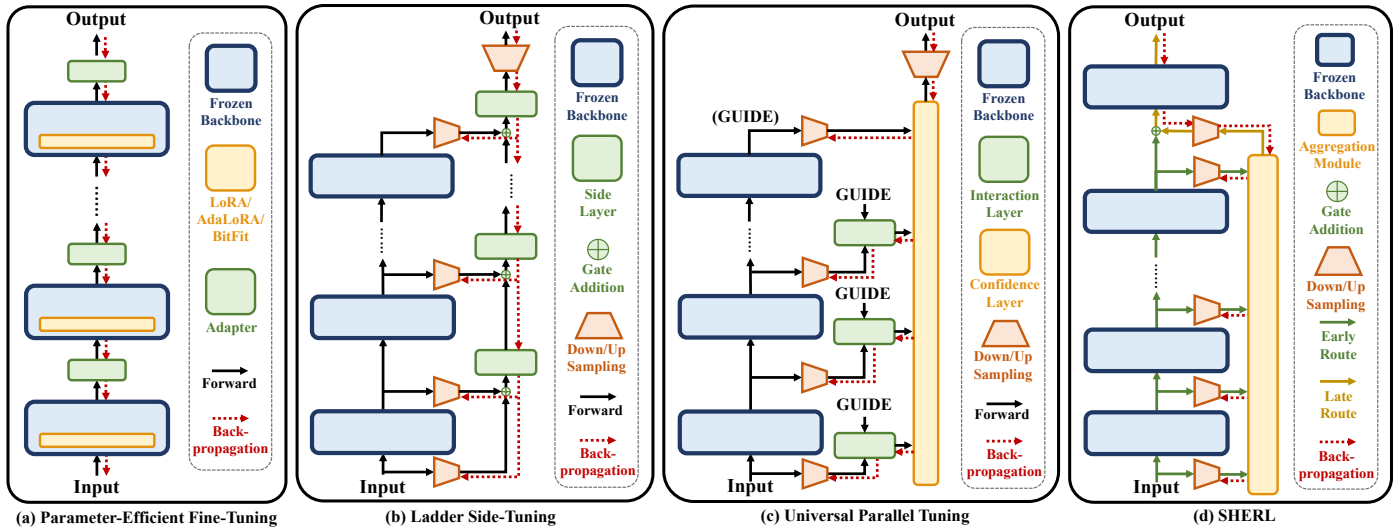 Output
Frozen
Backbone
LoRA/
AdaLoRA/
BitFit
Adapter
Forward
Back-
propagation
......
Input
(a) Parameter-Efficient Fine-Tuning
Output
Frozen
Backbone
Side
Layer
Gate
Addition
Down/Up
Sampling
Forward
Back-
propagation
......
......
Input
(b) Ladder Side-Tuning
Output
(GUIDE)
GUIDE
GUIDE
GUIDE
......
Input
Frozen
Backbone
Interaction
Layer
Confidence
Layer
Down/Up
Sampling
Forward
Back-
propagation
(c) Universal Parallel Tuning
Output
......
Input
Frozen
Backbone
Aggregation
Module
Gate
Addition
Down/Up
Sampling
Early
Route
Late
Route
Back-
propagation
(d) SHERL